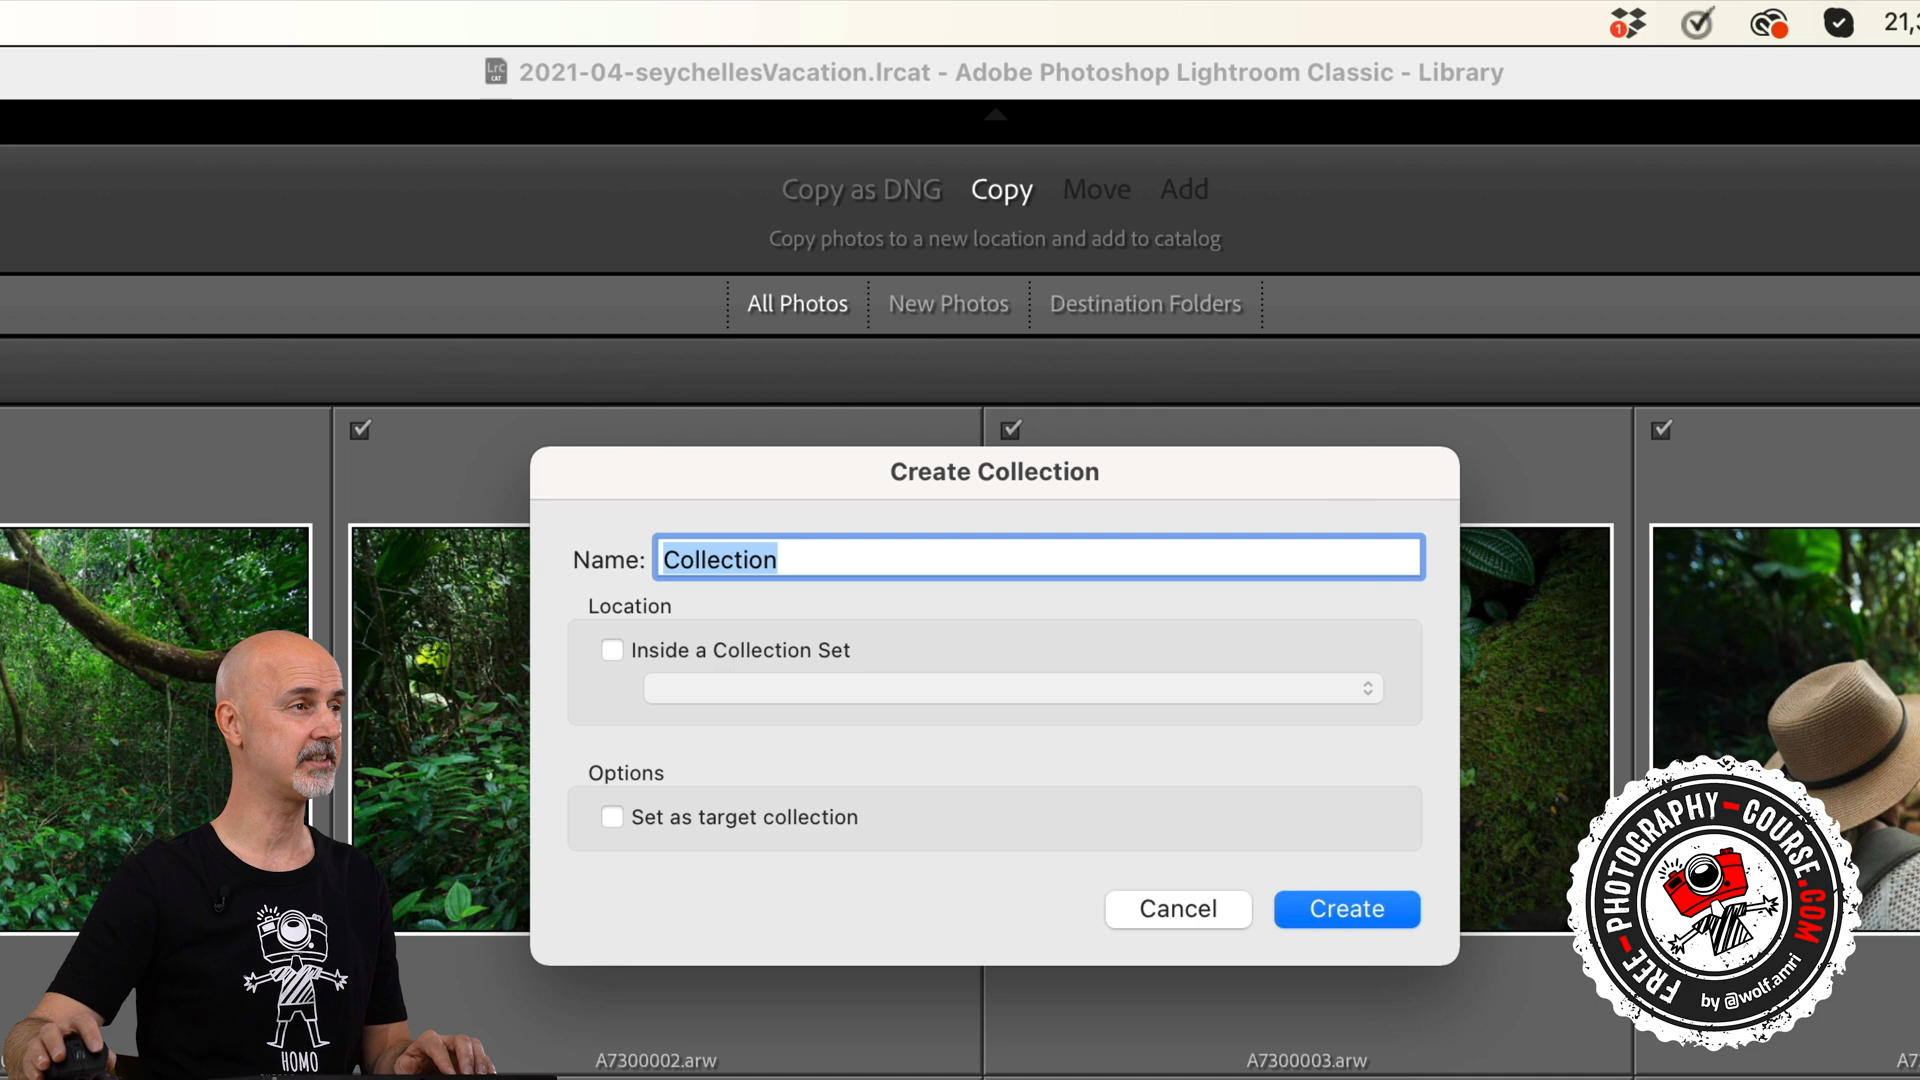 1
21,
LrC
CAT
2021-04-seychellesVacation.lrcat - Adobe Photoshop Lightroom Classic - Library
Copy as DNG Copy Move Add
Copy photos to a new location and add to catalog
All Photos New Photos Destination Folders
Create Collection
Name: Collection
Location
Inside a Collection Set
Options
Set as target collection
Cancel Create
HOMO
A7300002.arw
A7300003.arw
A7
FREE-PHOTOGRAPHY-COURSE.COM
by @wolf.amri